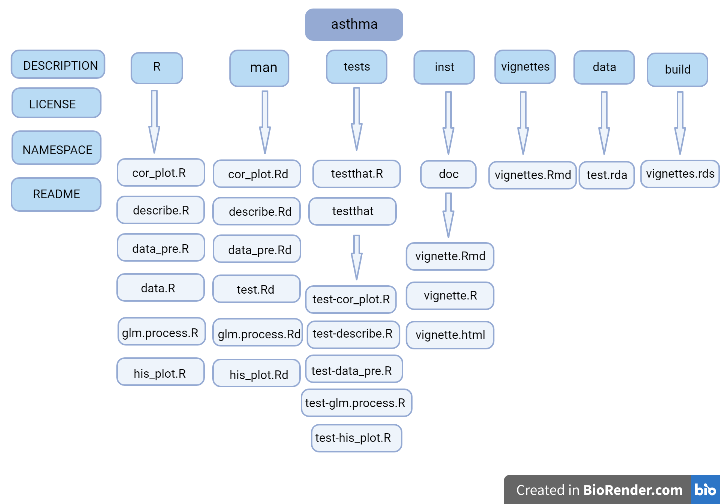 asthma
DESCRIPTION
LICENSE
NAMESPACE
README
R
cor_plot.R
describe.R
data_pre.R
data.R
glm.process.R
his_plot.R
man
cor_plot.Rd
describe.Rd
data_pre.Rd
test.Rd
glm.process.Rd
his_plot.Rd
tests
testthat.R
testthat
test-cor_plot.R
test-describe.R
test-data_pre.R
test-glm.process.R
test-his_plot.R
inst
doc
vignette.Rmd
vignette.R
vignette.html
vignettes
vignettes.Rmd
data
test.rda
build
vignettes.rds
Created in BioRender.com bio